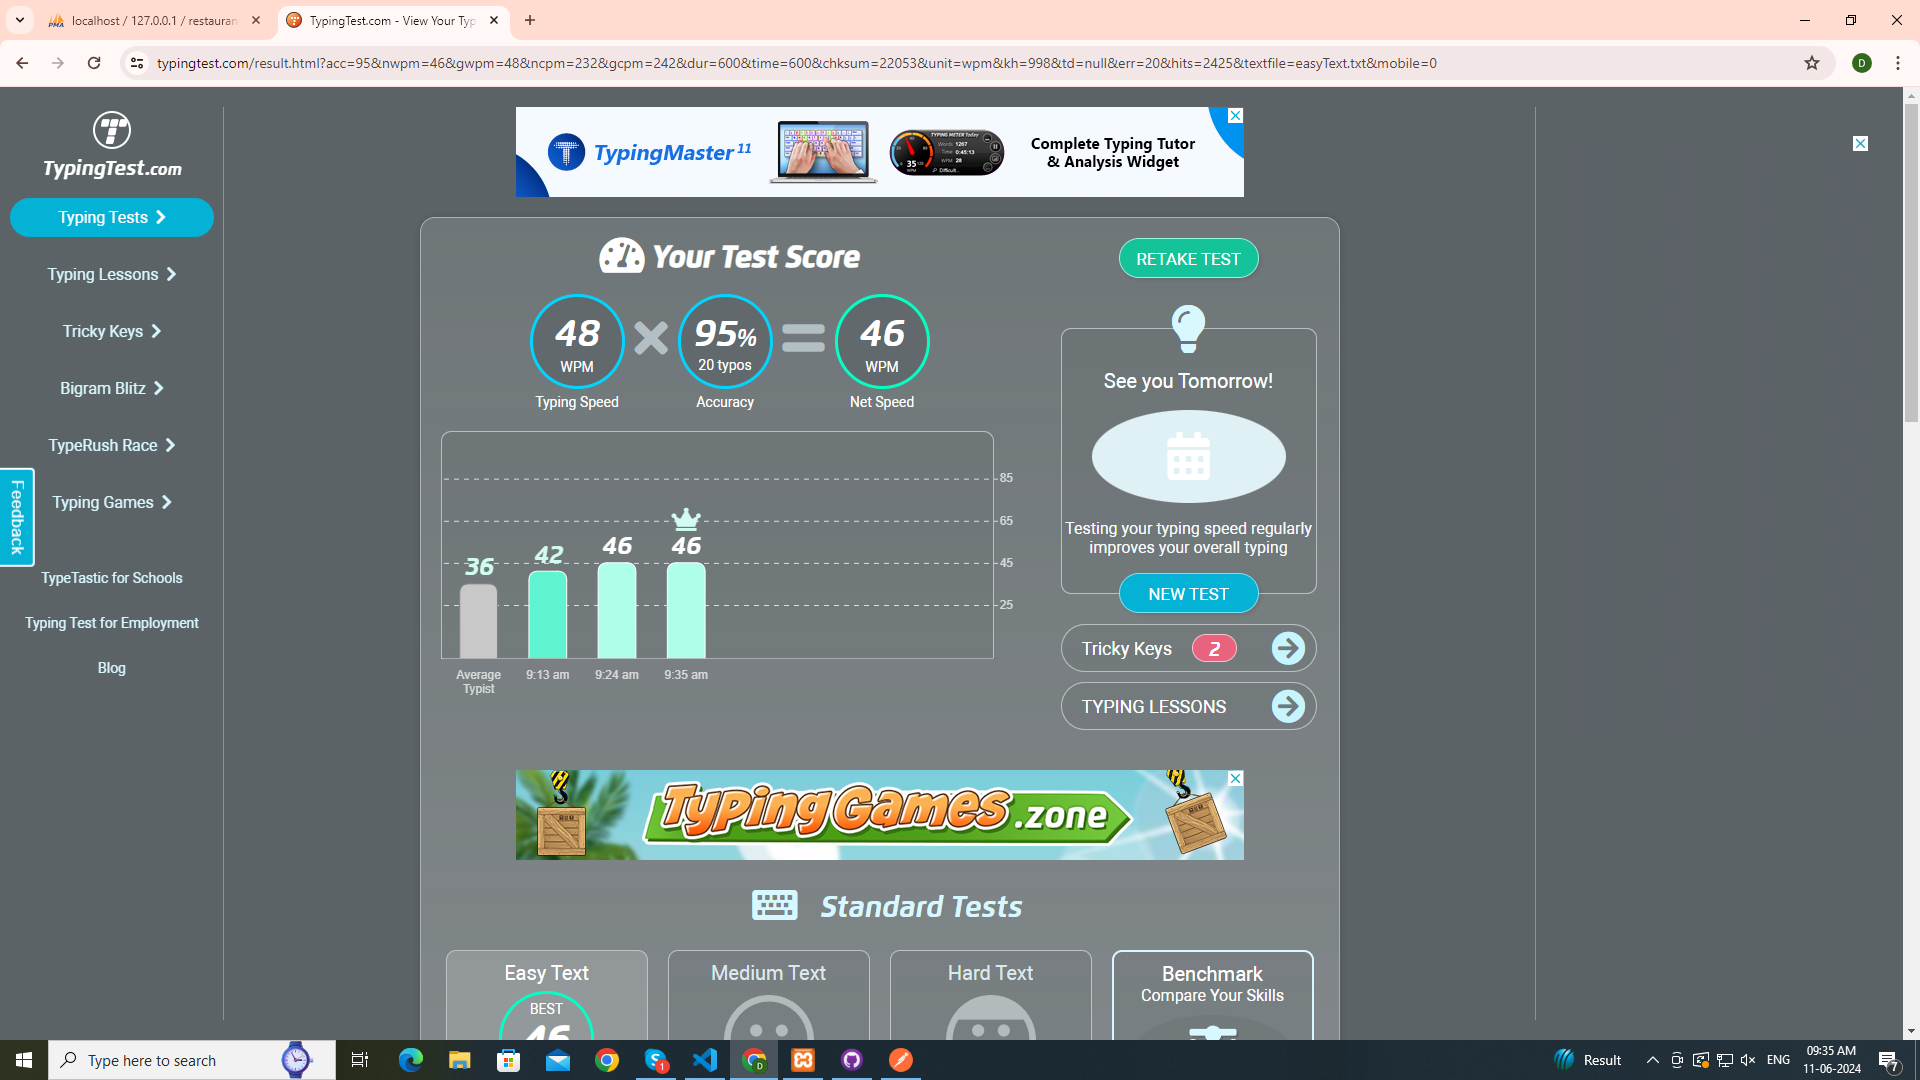 localhost / 127.0.0.1 / restauran
TypingTest.com - View Your Typ
typingtest.com/result.html?acc=95&nwpm=46&gwpm=48&ncpm=232&gcpm=242&dur=600&time=600&chksum=22053&unit=wpm&kh=998&td=null&err=20&hits=2425&textfile=easyText.txt&mobile=0
D
TypingTest.com
Typing Tests
Typing Lessons
Tricky Keys
Bigram Blitz
TypeRush Race
Typing Games
Feedback
TypeTastic for Schools
Typing Test for Employment
Blog
TypingMaster 11
Complete Typing Tutor
& Analysis Widget
Your Test Score
RETAKE TEST
48
WPM
Typing Speed
95%
20 typos
Accuracy
46
WPM
Net Speed
85
65
45
25
36
42
46
46
Average
Typist
9:13 am
9:24 am
9:35 am
See you Tomorrow!
Testing your typing speed regularly
improves your overall typing
NEW TEST
Tricky Keys 2
TYPING LESSONS
TypingGames.zone
Standard Tests
Easy Text
BEST
46
Medium Text
Hard Text
Benchmark
Compare Your Skills
Type here to search
1
D
Result
ENG
09:35 AM
11-06-2024
7